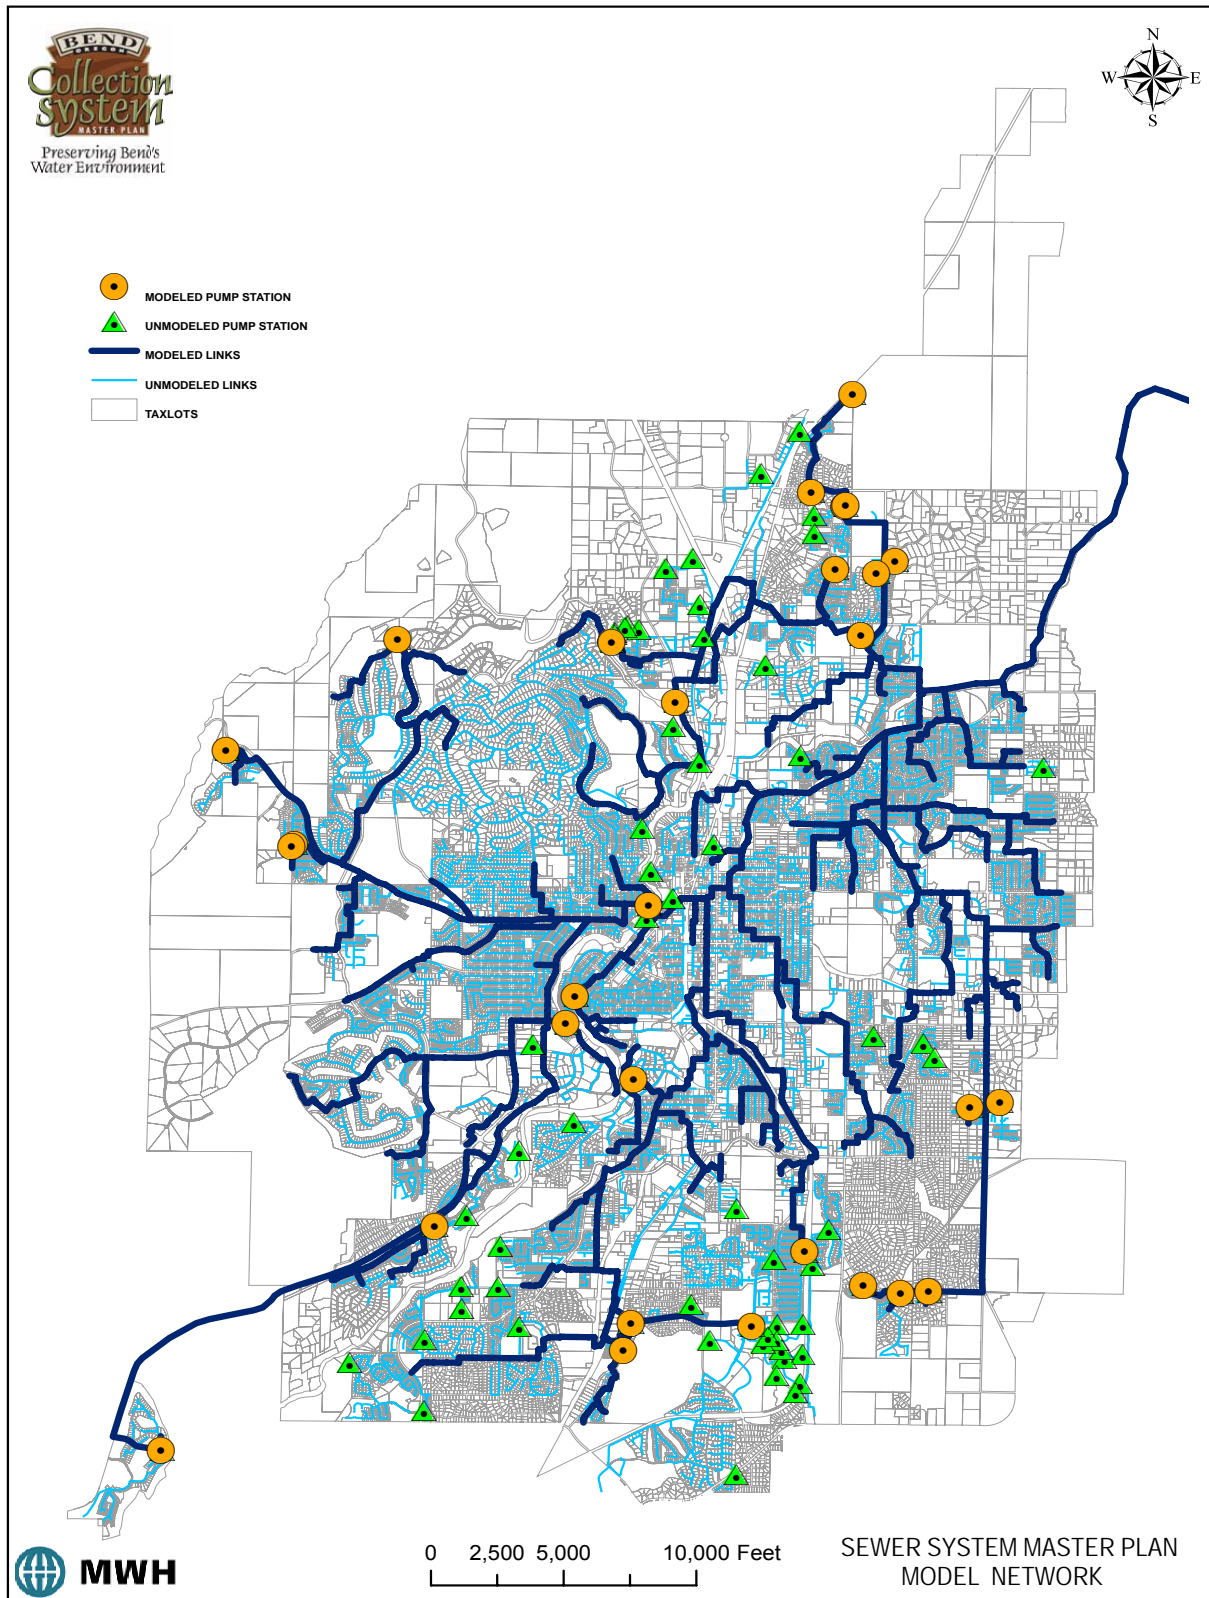 BEND
OREGON
Collection
System
MASTER PLAN
Preserving Bend's
Water Environment
N
W E
S
MODELED PUMP STATION
UNMODELED PUMP STATION
MODELED LINKS
UNMODELED LINKS
TAXLOTS
MWH
0 2,500 5,000 10,000 Feet
SEWER SYSTEM MASTER PLAN
MODEL NETWORK